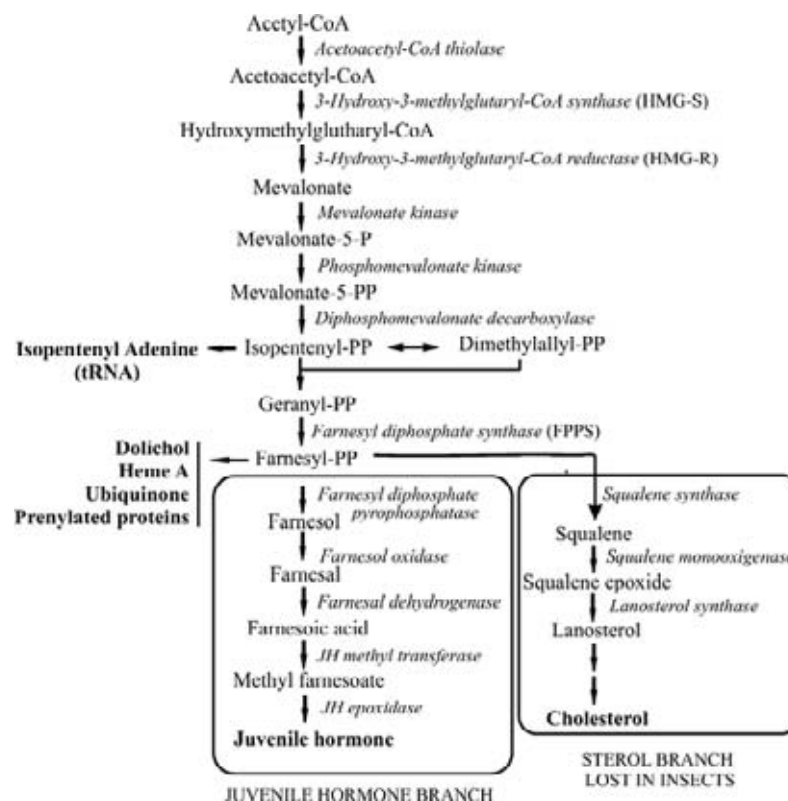 Acetyl-CoA
Acetoacetyl-CoA thiolase
Acetoacetyl-CoA
3-Hydroxy-3-methylglutaryl-CoA synthase (HMG-S)
Hydroxymethylglutharyl-CoA
3-Hydroxy-3-methylglutaryl-CoA reductase (HMG-R)
Mevalonate
Mevalonate kinase
Mevalonate-5-P
Phosphomevalonate kinase
Mevalonate-5-PP
Diphosphomevalonate decarboxylase
Isopentenyl Adenine
(tRNA)
Isopentenyl-PP
Dimethylallyl-PP
Geranyl-PP
Farnesyl diphosphate synthase (FPPS)
Farnesyl-PP
Dolichol
Heme A
Ubiquinone
Prenylated proteins
Farnesyl diphosphate
pyrophosphatase
Farnesol
Farnesol oxidase
Farnesal
Farnesal dehydrogenase
Farnesoic acid
JH methyl transferase
Methyl farnesoate
JH epoxidase
Juvenile hormone
JUVENILE HORMONE BRANCH
Squalene synthase
Squalene
Squalene monooxigenase
Squalene epoxide
Lanosterol synthase
Lanosterol
Cholesterol
STEROL BRANCH
LOST IN INSECTS